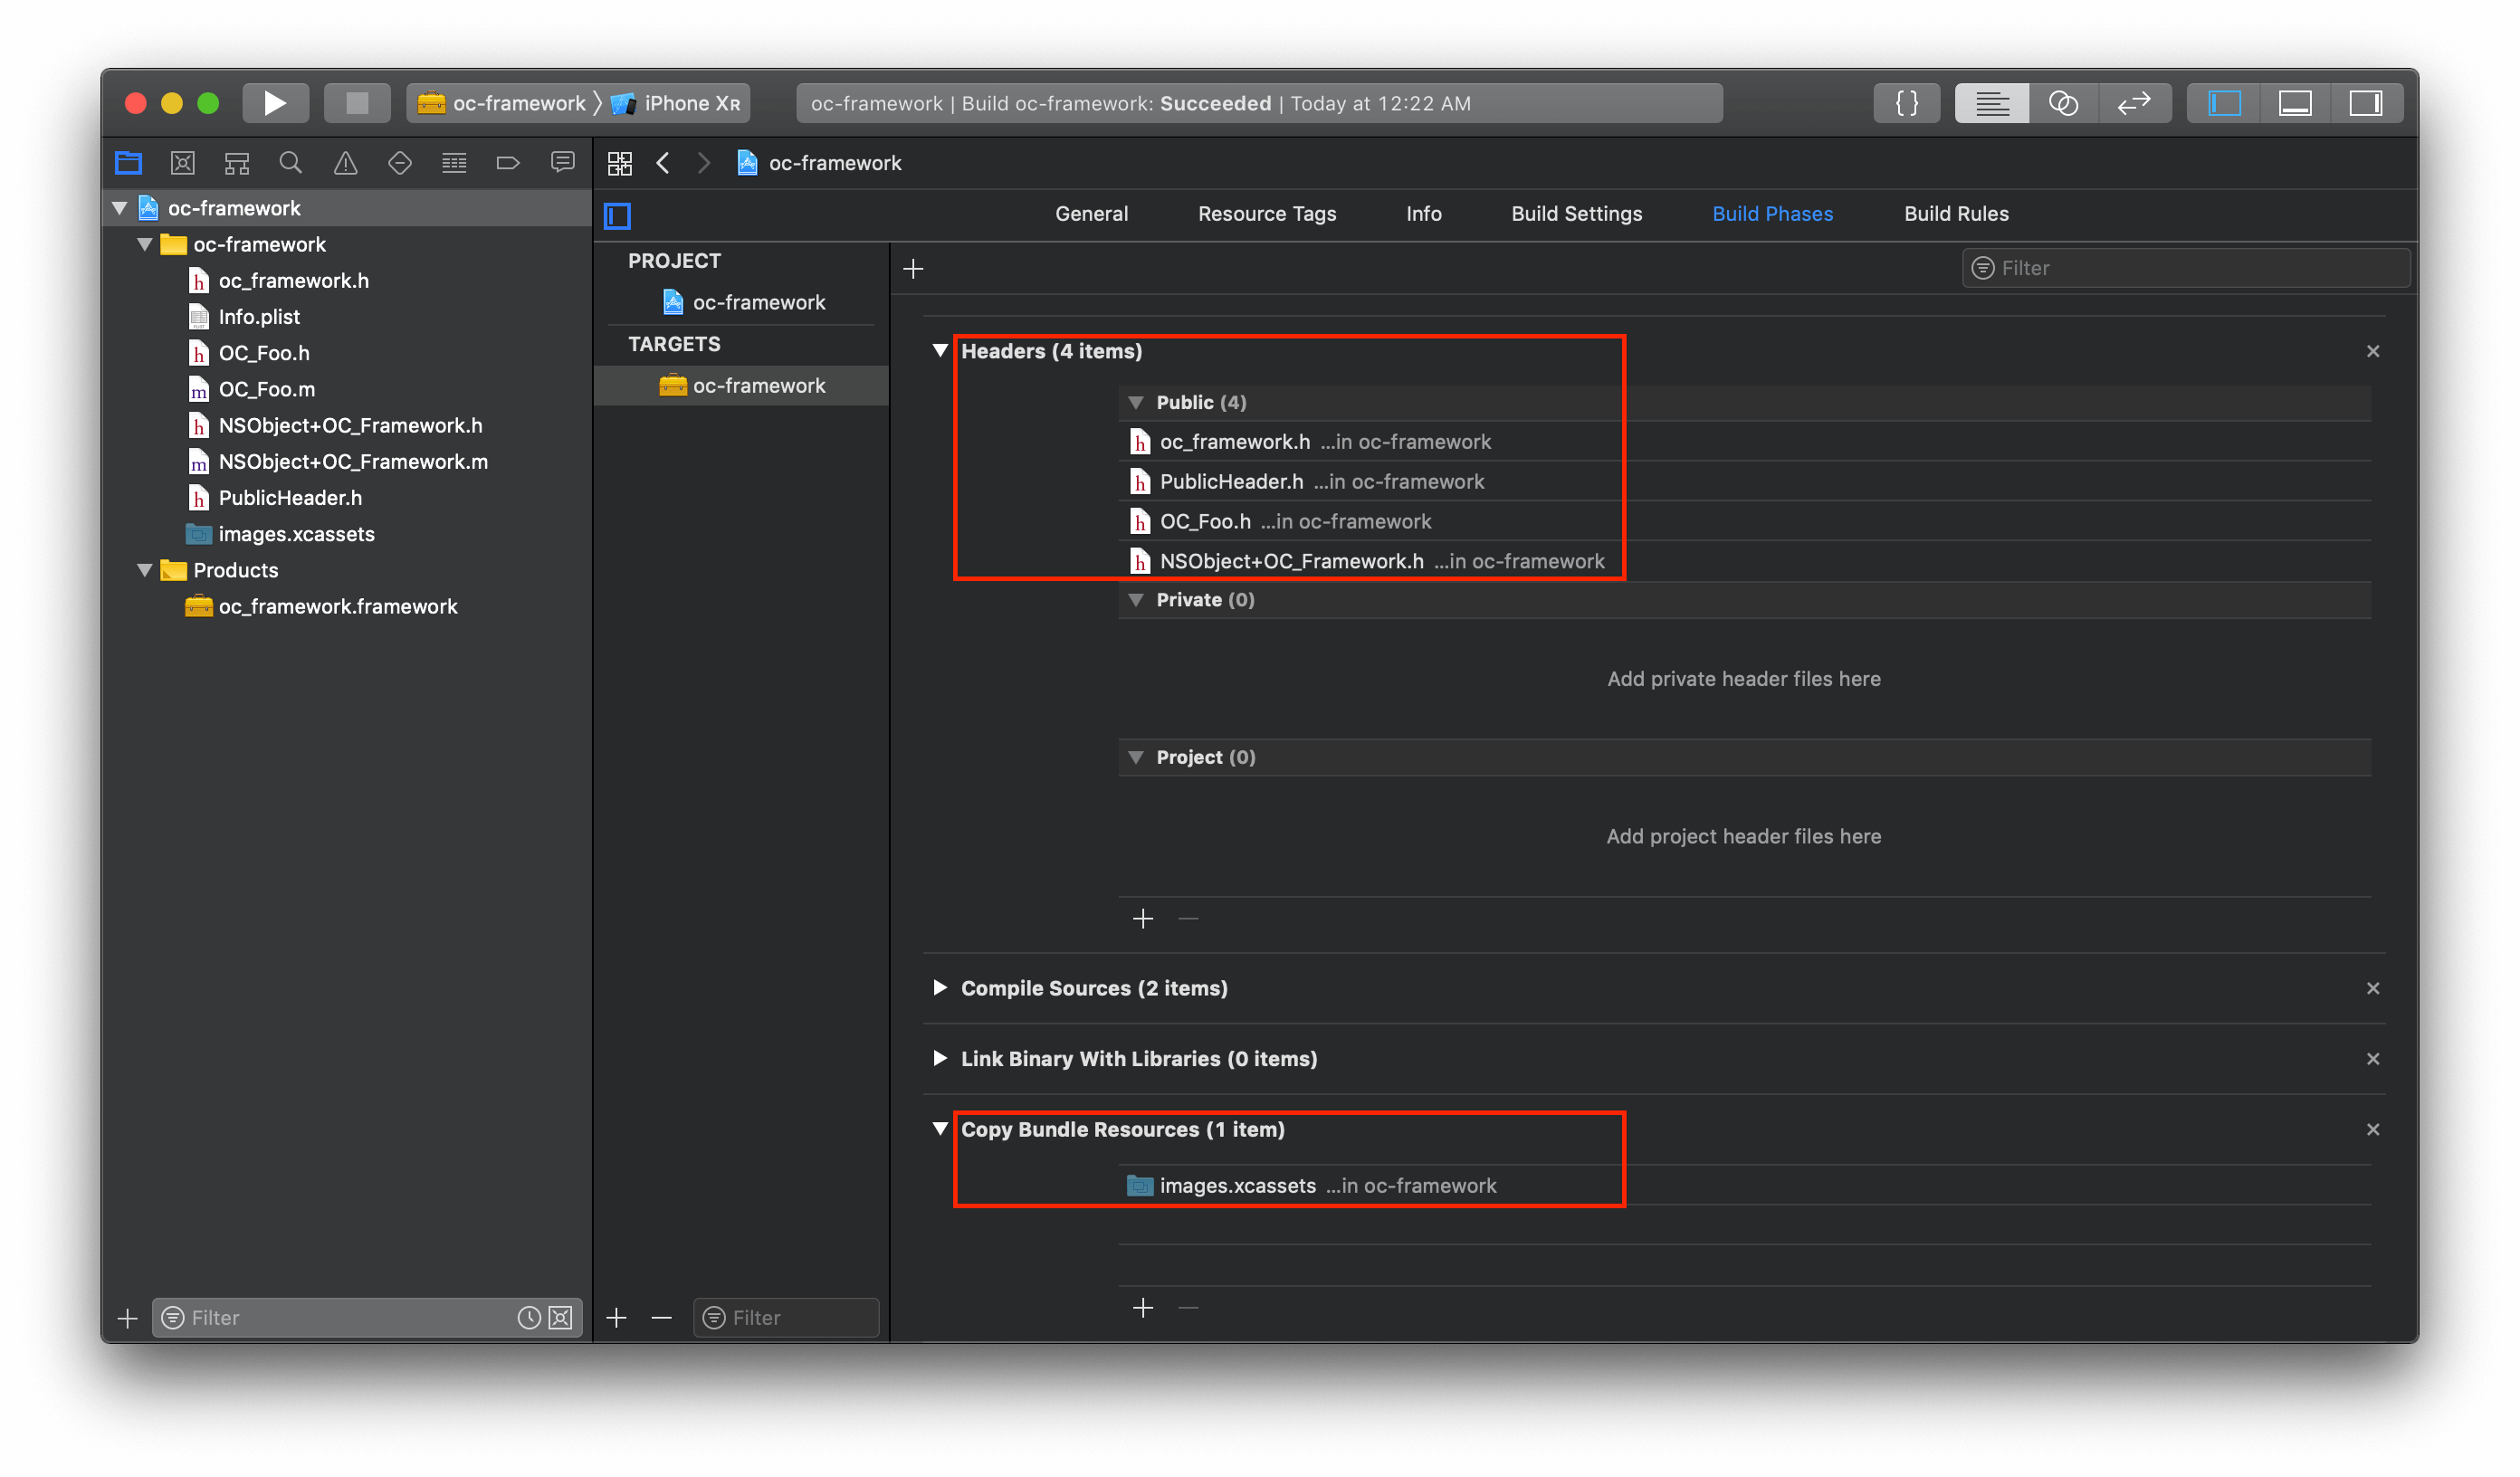 oc-framework 〉 iPhone Xʀ
oc-framework | Build oc-framework: Succeeded | Today at 12:22 AM
{ }
oc-framework
oc-framework
oc-framework
oc_framework.h
Info.plist
OC_Foo.h
OC_Foo.m
NSObject+OC_Framework.h
NSObject+OC_Framework.m
PublicHeader.h
images.xcassets
Products
oc_framework.framework
Filter
General Resource Tags Info Build Settings Build Phases Build Rules
PROJECT
oc-framework
TARGETS
oc-framework
Filter
Filter
Headers (4 items)
Public (4)
h oc_framework.h ...in oc-framework
h PublicHeader.h ...in oc-framework
h OC_Foo.h ...in oc-framework
h NSObject+OC_Framework.h ...in oc-framework
Private (0)
Add private header files here
Project (0)
Add project header files here
Compile Sources (2 items)
Link Binary With Libraries (0 items)
Copy Bundle Resources (1 item)
images.xcassets ...in oc-framework